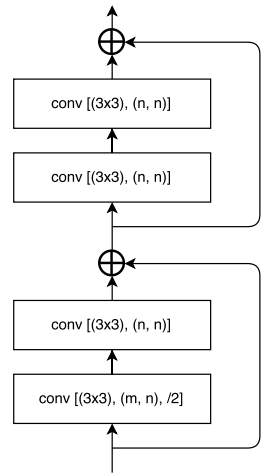 conv [(3x3), (n, n)]
conv [(3x3), (n, n)]
conv [(3x3), (n, n)]
conv [(3x3), (m, n), /2]